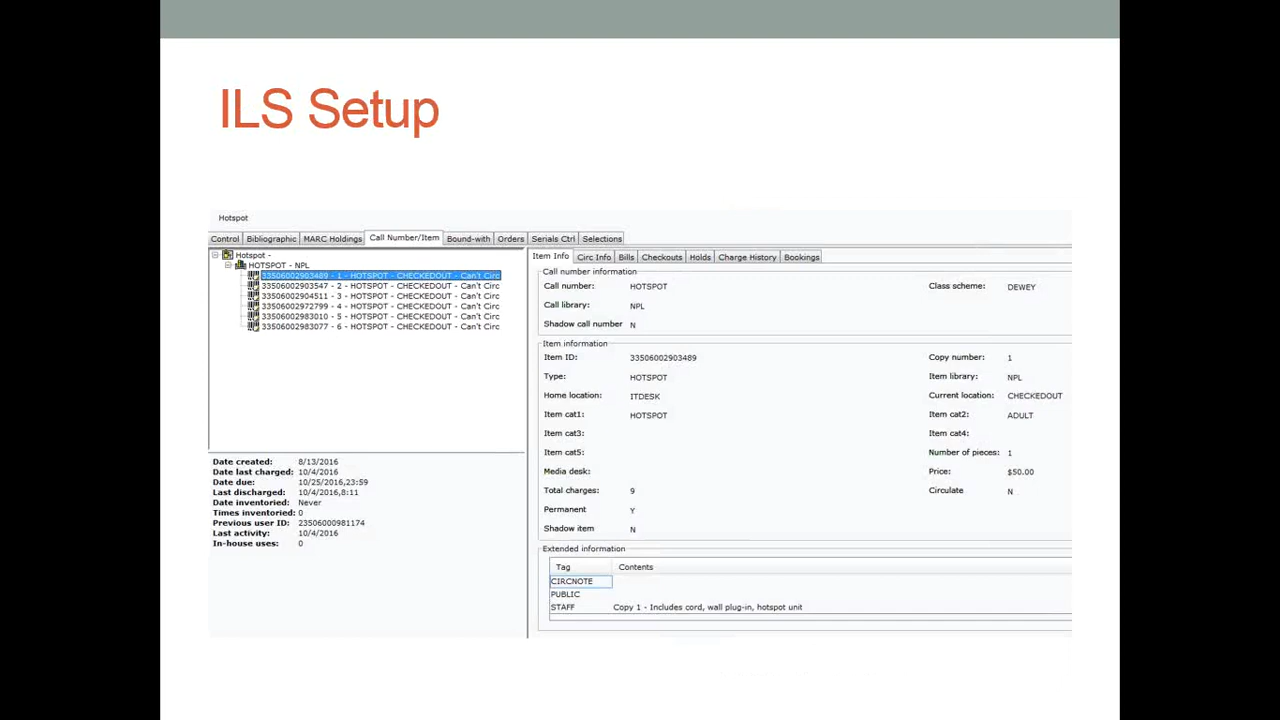 ILS Setup
Hotspot
Control Bibliographic MARC Holdings Call Number/Item Bound-with Orders Serials Ctrl Selections
Hotspot -
HOTSPOT - NPL
33506002903489 - 1 - HOTSPOT - CHECKEDOUT - Can't Circ
33506002903547 - 2 - HOTSPOT - CHECKEDOUT - Can't Circ
33506002904511 - 3 - HOTSPOT - CHECKEDOUT - Can't Circ
33506002972799 - 4 - HOTSPOT - CHECKEDOUT - Can't Circ
33506002983010 - 5 - HOTSPOT - CHECKEDOUT - Can't Circ
33506002983077 - 6 - HOTSPOT - CHECKEDOUT - Can't Circ
Date created: 8/13/2016
Date last charged: 10/4/2016
Date due: 10/25/2016,23:59
Last discharged: 10/4/2016,8:11
Date inventoried: Never
Times inventoried: 0
Previous user ID: 23506000981174
Last activity: 10/4/2016
In-house uses: 0
Item Info Circ Info Bills Checkouts Holds Charge History Bookings
Call number information
Call number: HOTSPOT Class scheme: DEWEY
Call library: NPL
Shadow call number N
Item information
Item ID: 33506002903489 Copy number: 1
Type: HOTSPOT Item library: NPL
Home location: ITDESK Current location: CHECKEDOUT
Item cat1: HOTSPOT Item cat2: ADULT
Item cat3: Item cat4:
Item cat5: Number of pieces: 1
Media desk: Price: $50.00
Total charges: 9 Circulate N
Permanent Y
Shadow item N
Extended information
Tag Contents
CIRCNOTE
PUBLIC
STAFF Copy 1 - Includes cord, wall plug-in, hotspot unit